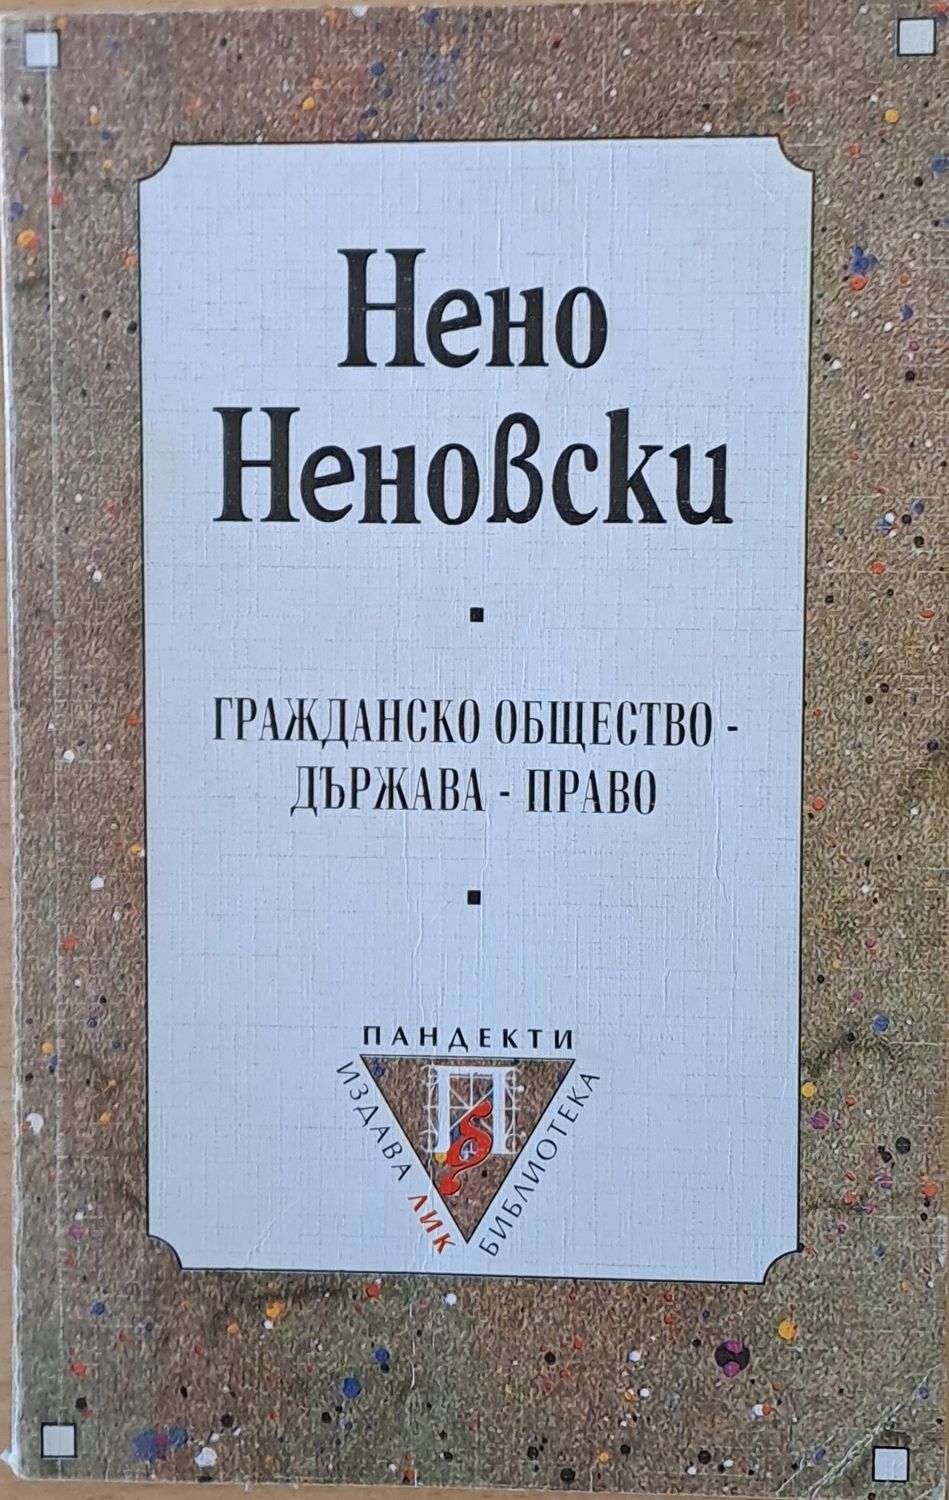 Нено
Неновски
ГРАЖДАНСКО ОБЩЕСТВО -
ДЪРЖАВА - ПРАВО
ПАНДЕКТИ
ИЗДАВА ЛИК
БИБЛИОТЕКА
П